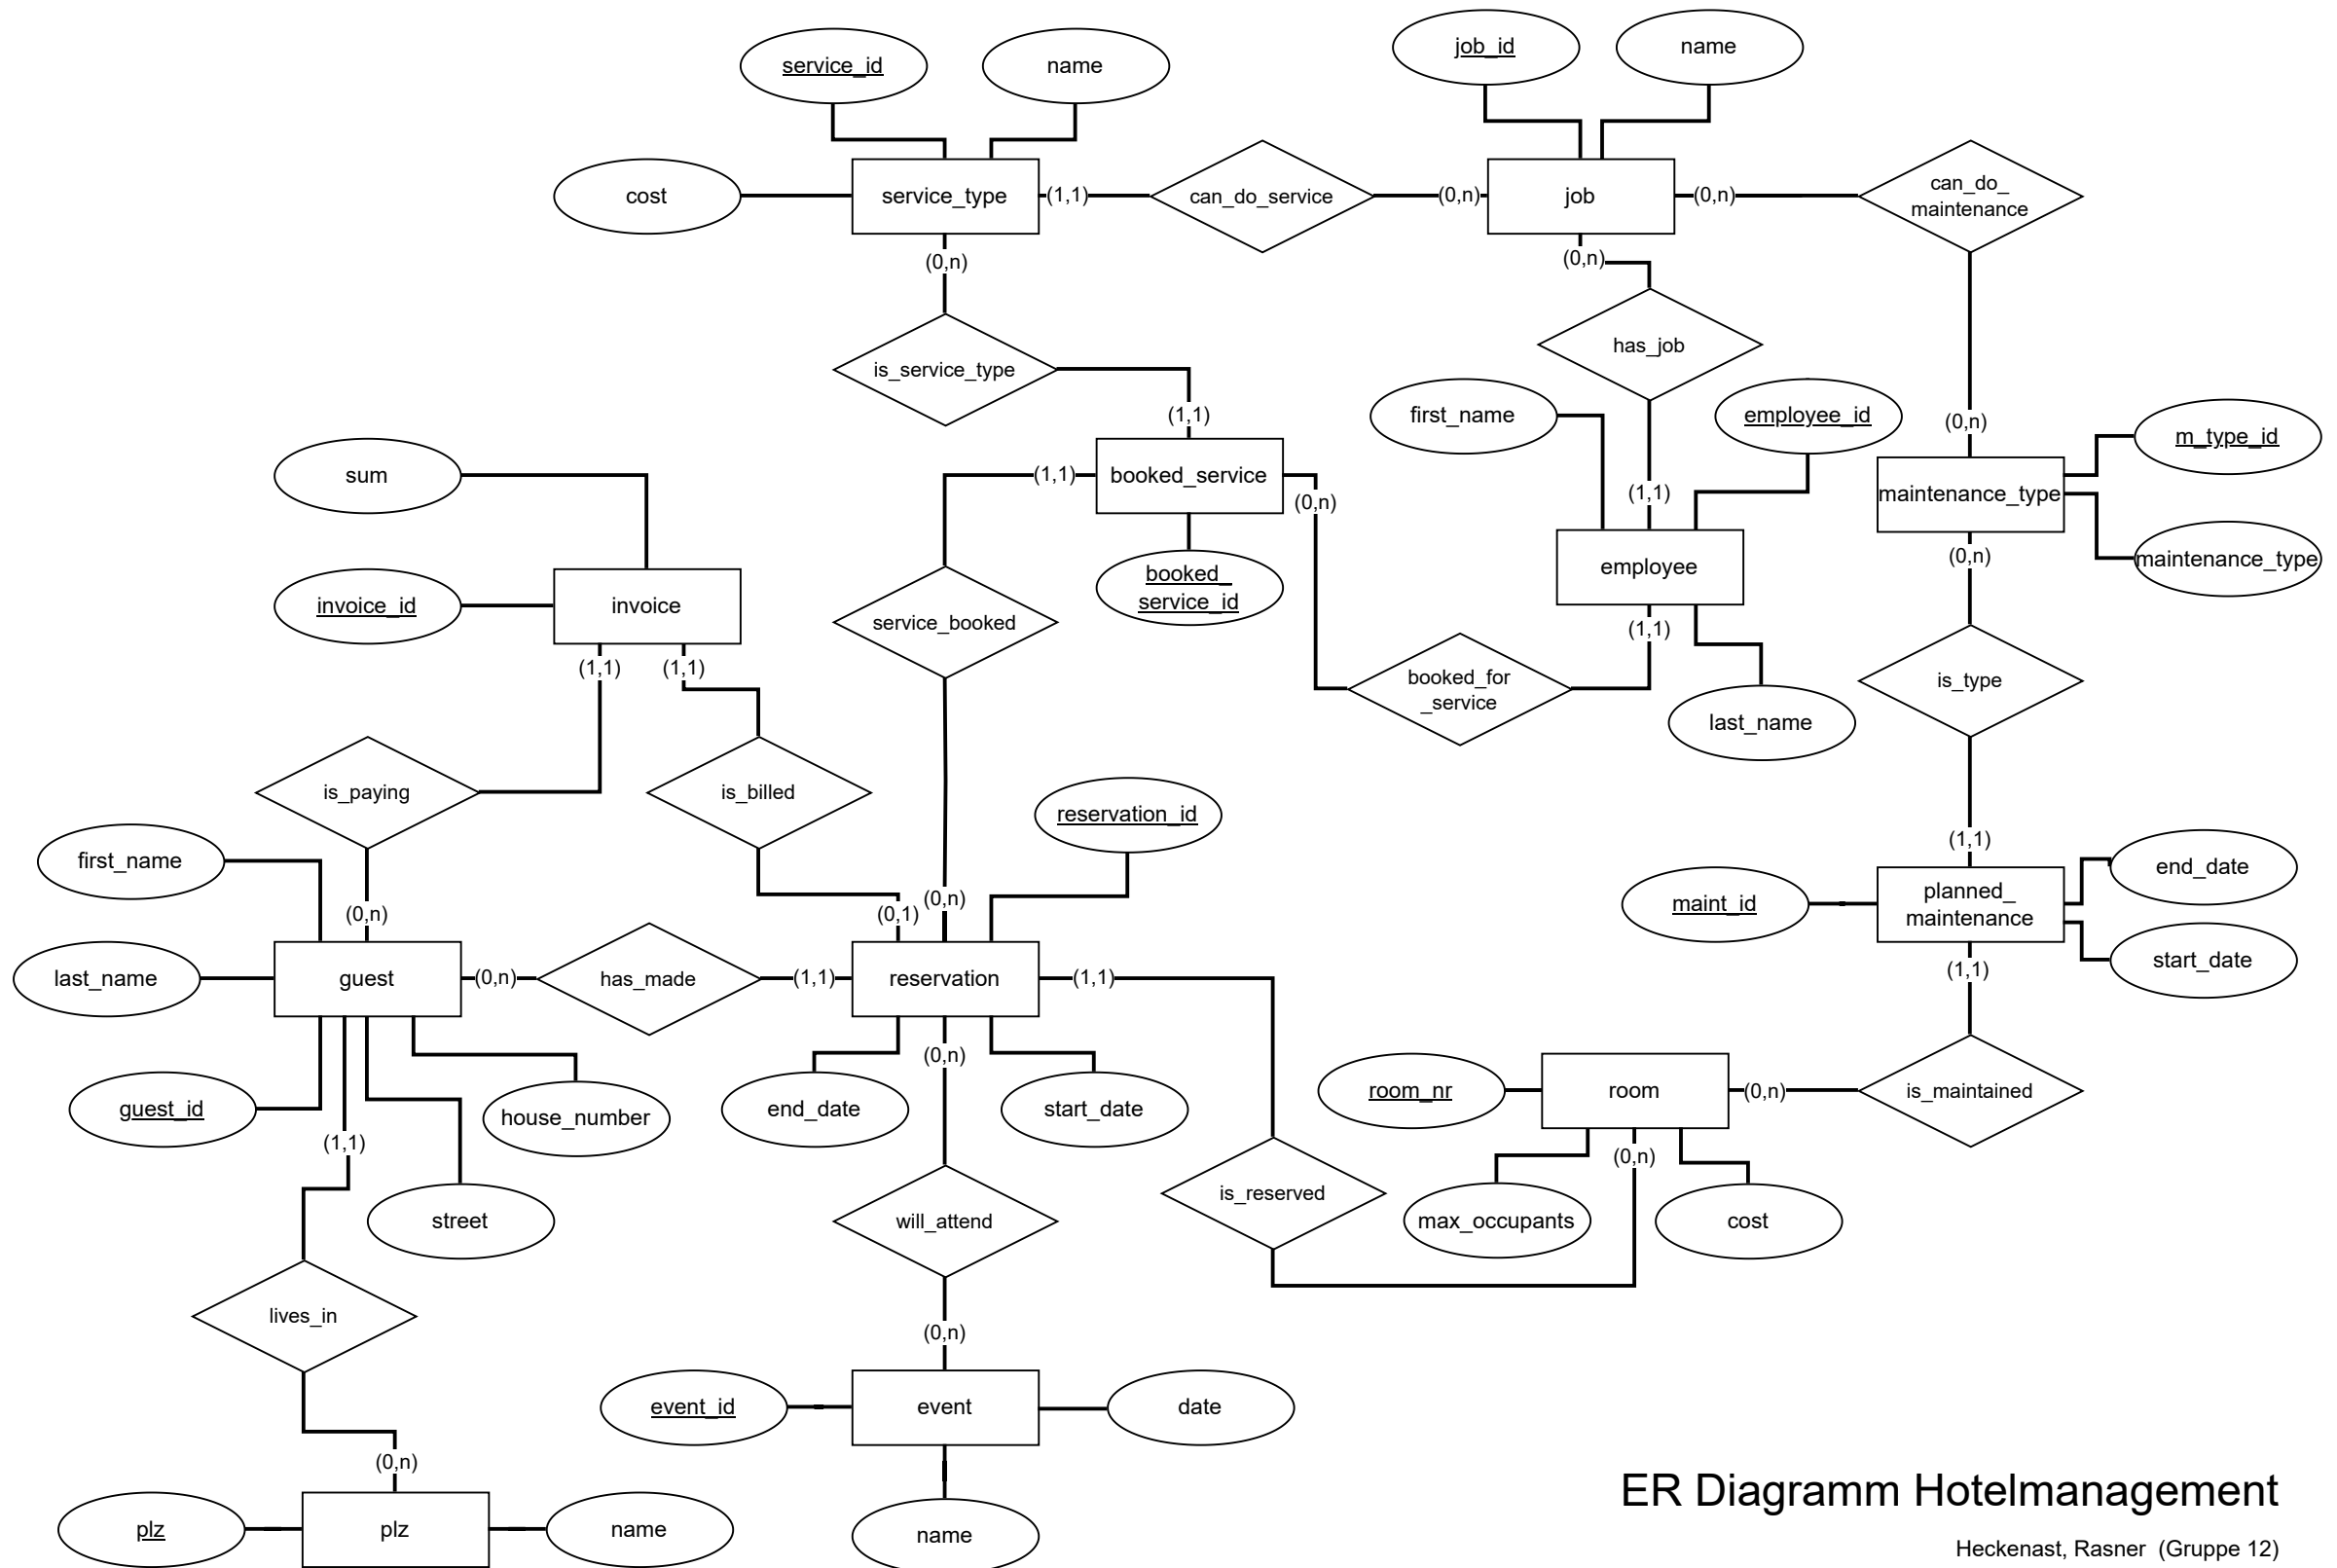 job_id
name
service_id
name
cost
service_type
(1,1)
can_do_service
(0,n)
job
(0,n)
can_do_
maintenance
(0,n)
(0,n)
has_job
is_service_type
(1,1)
first_name
employee_id
(0,n)
m_type_id
sum
(1,1)
booked_service
(0,n)
(1,1)
maintenance_type
maintenance_type
(0,n)
invoice_id
invoice
booked_
service_id
employee
service_booked
(1,1)
(1,1)
(1,1)
booked_for
_service
is_type
last_name
is_paying
is_billed
reservation_id
(1,1)
first_name
end_date
(0,n)
(0,1)
(0,n)
maint_id
planned_
maintenance
last_name
guest
(0,n)
has_made
(1,1)
reservation
(1,1)
(1,1)
start_date
guest_id
house_number
end_date
(0,n)
start_date
room_nr
room
(0,n)
is_maintained
(1,1)
(0,n)
street
will_attend
is_reserved
max_occupants
cost
lives_in
(0,n)
event_id
event
date
(0,n)
plz
plz
name
name
ER Diagramm Hotelmanagement
Heckenast, Rasner (Gruppe 12)